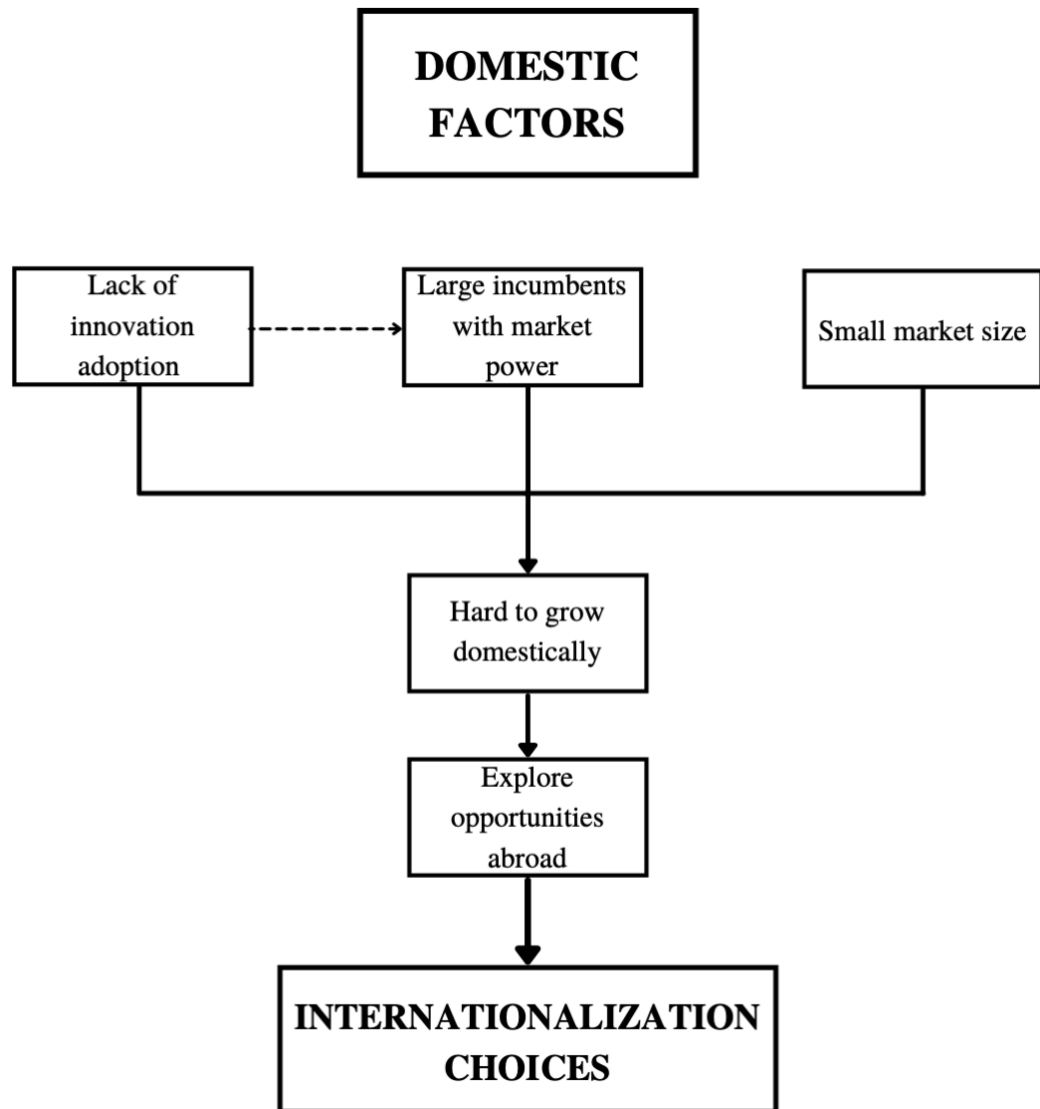 DOMESTIC
FACTORS
Lack of
innovation
adoption
Large incumbents
with market
power
Small market size
Hard to grow
domestically
Explore
opportunities
abroad
INTERNATIONALIZATION
CHOICES